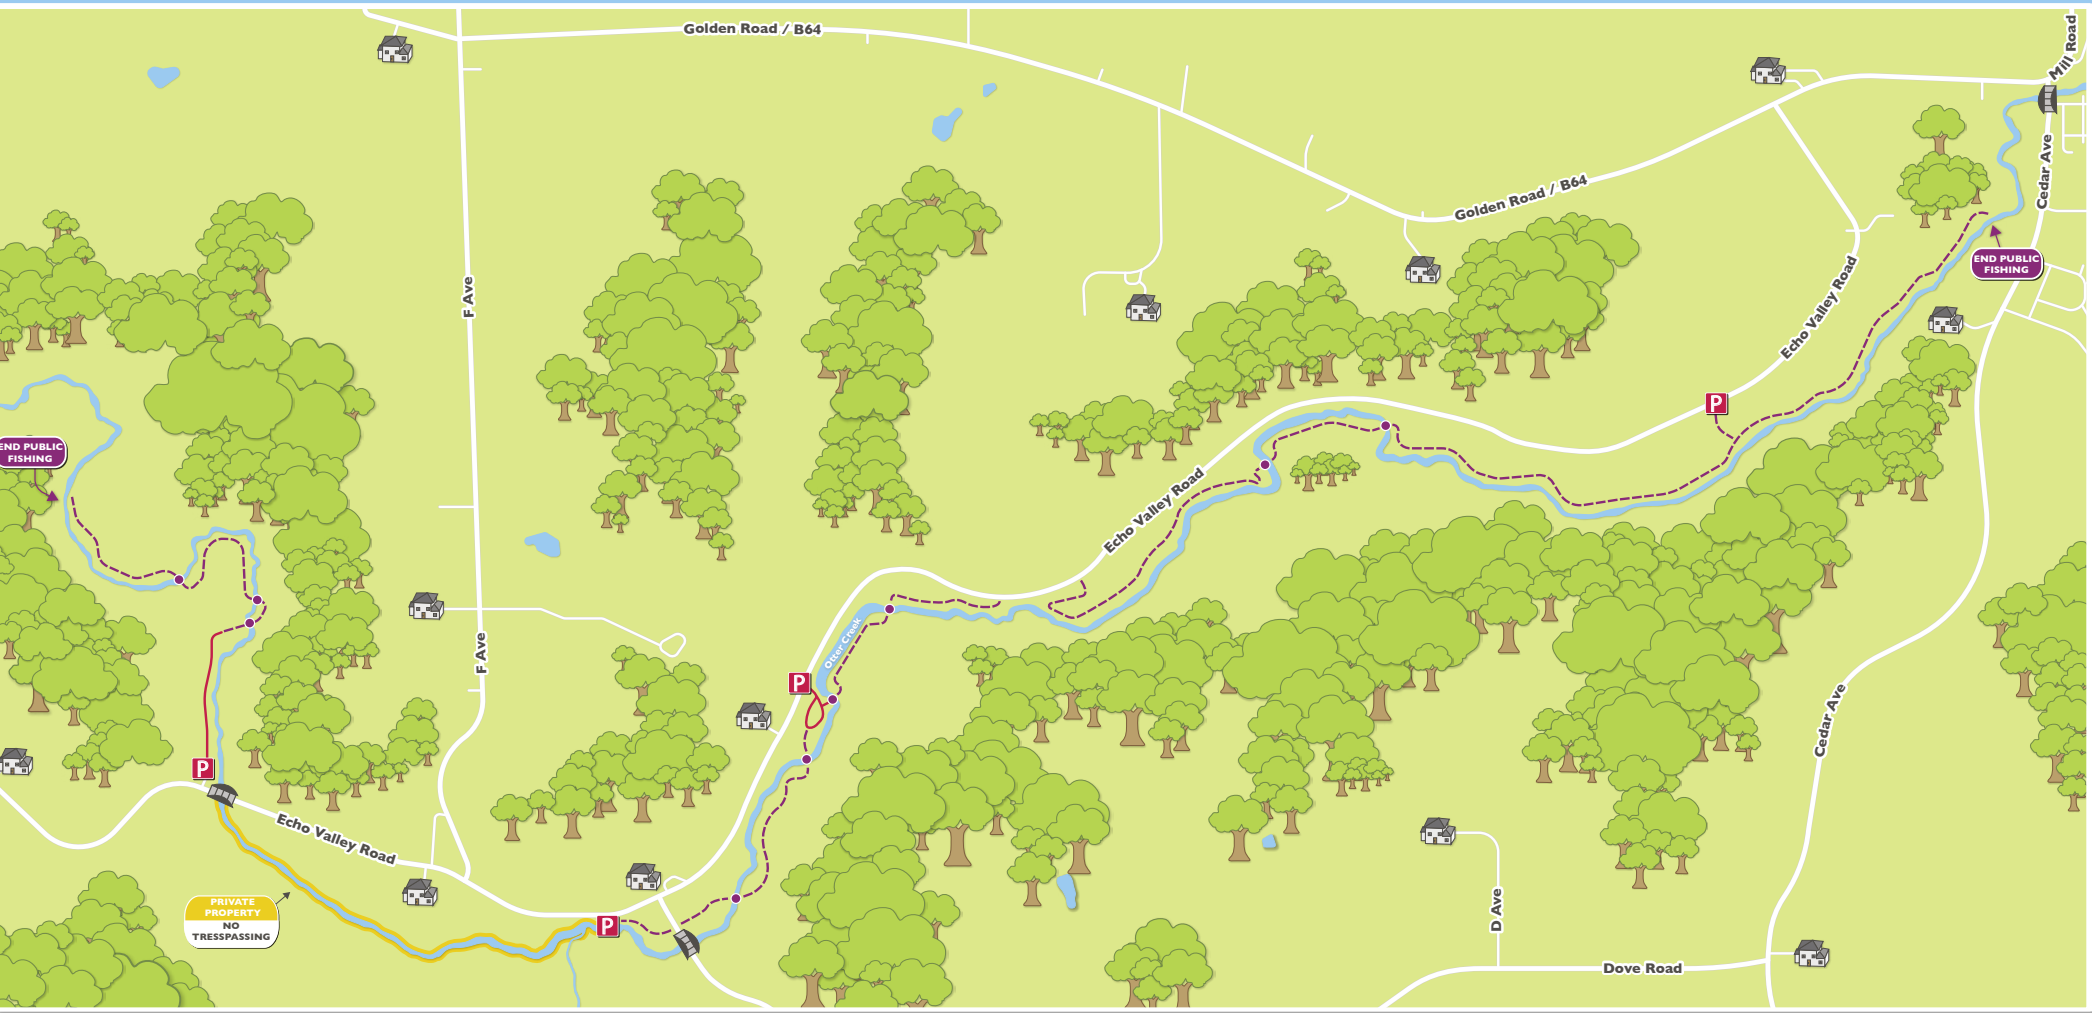 Golden Road / B64
Mill Road
Cedar Ave
Golden Road / B64
END PUBLIC
FISHING
F Ave
Echo Valley Road
P
END PUBLIC
FISHING
Echo Valley Road
F Ave
Otter Creek
P
Cedar Ave
P
Echo Valley Road
PRIVATE
PROPERTY
NO
TRESSPASSING
P
D Ave
Dove Road